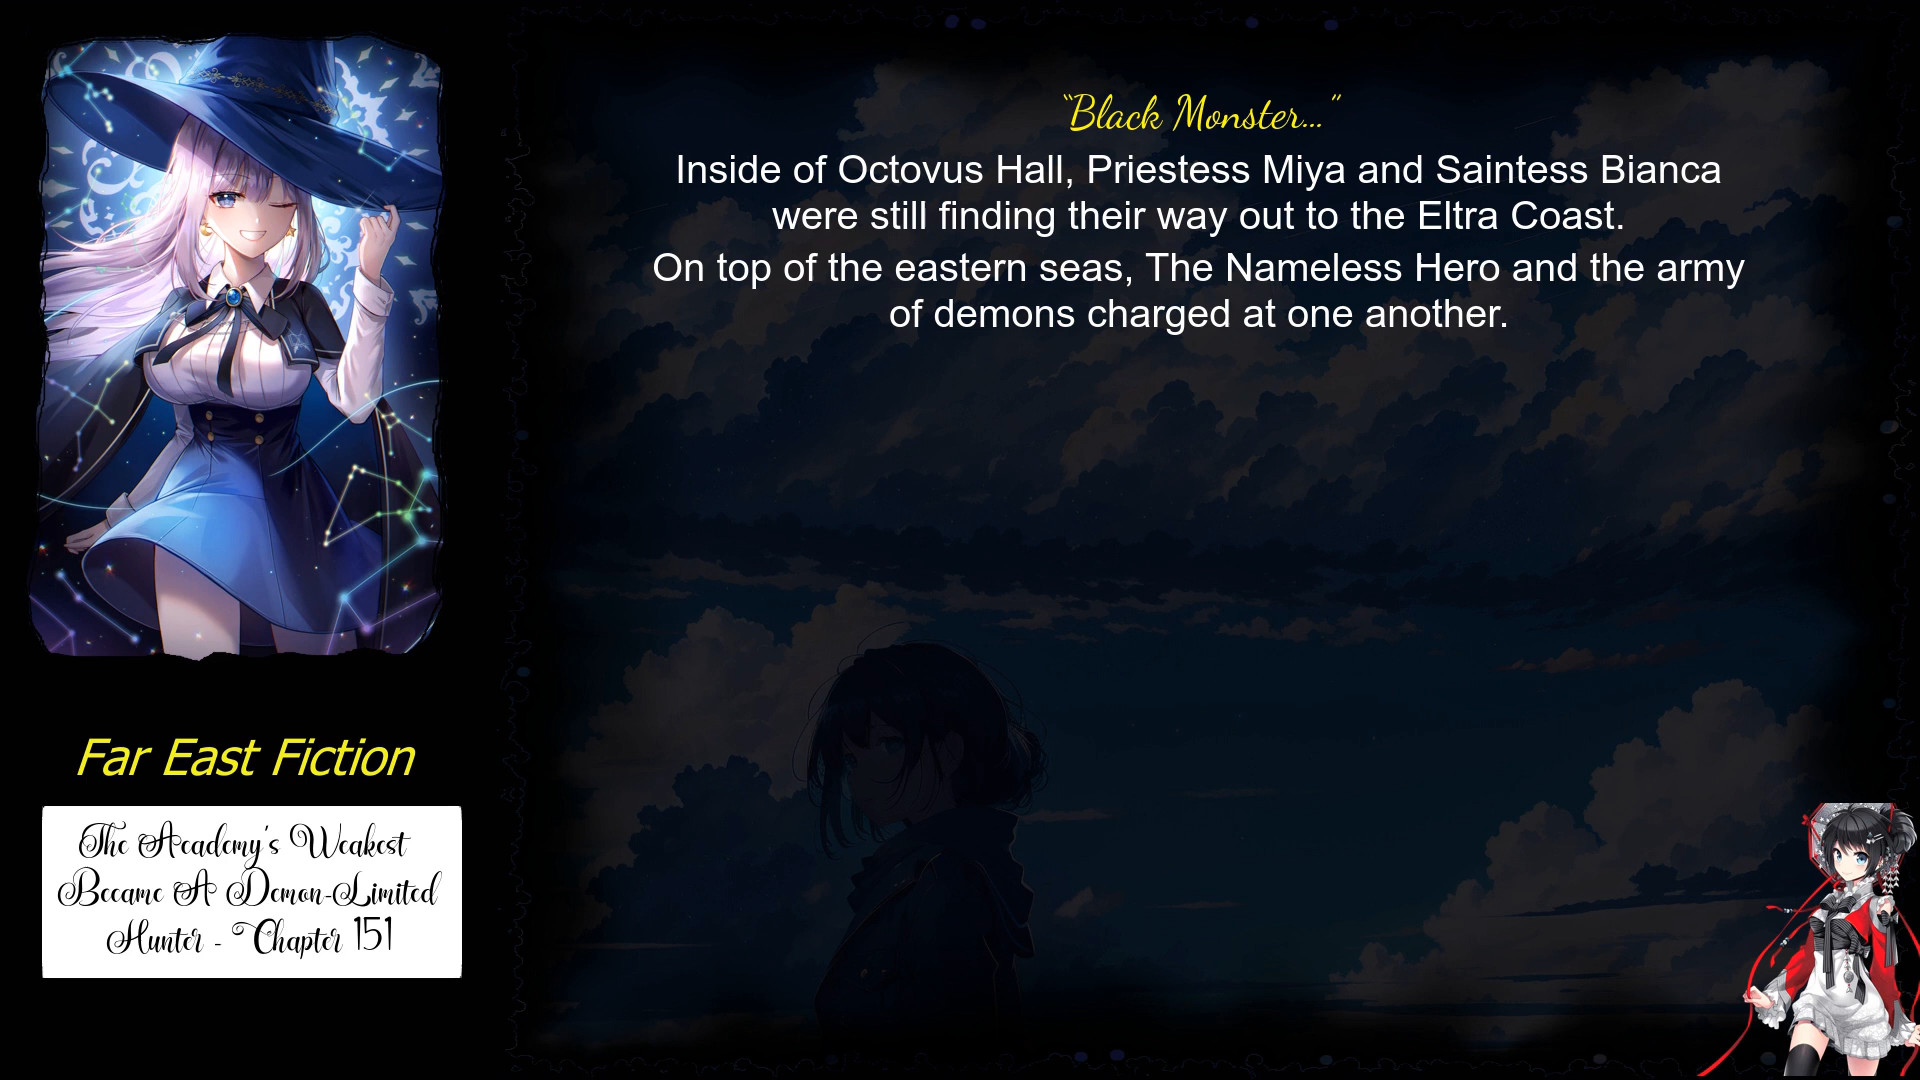 “Black Monster...”
Inside of Octovus Hall, Priestess Miya and Saintess Bianca
were still finding their way out to the Eltra Coast.
On top of the eastern seas, The Nameless Hero and the army
of demons charged at one another.
Far East Fiction
The Academy's Weakest
Became A Demon-Limited
Hunter - Chapter 151